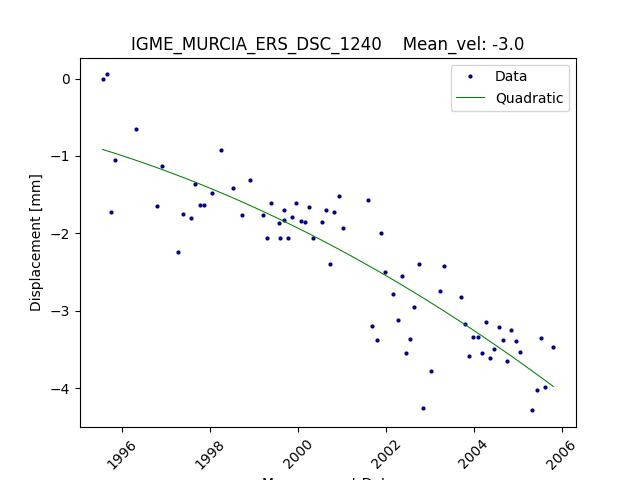 IGME_MURCIA_ERS_DSC_1240    Mean_vel: -3.0
Data
Quadratic
Displacement [mm]
0
−1
−2
−3
−4
1996
1998
2000
2002
2004
2006